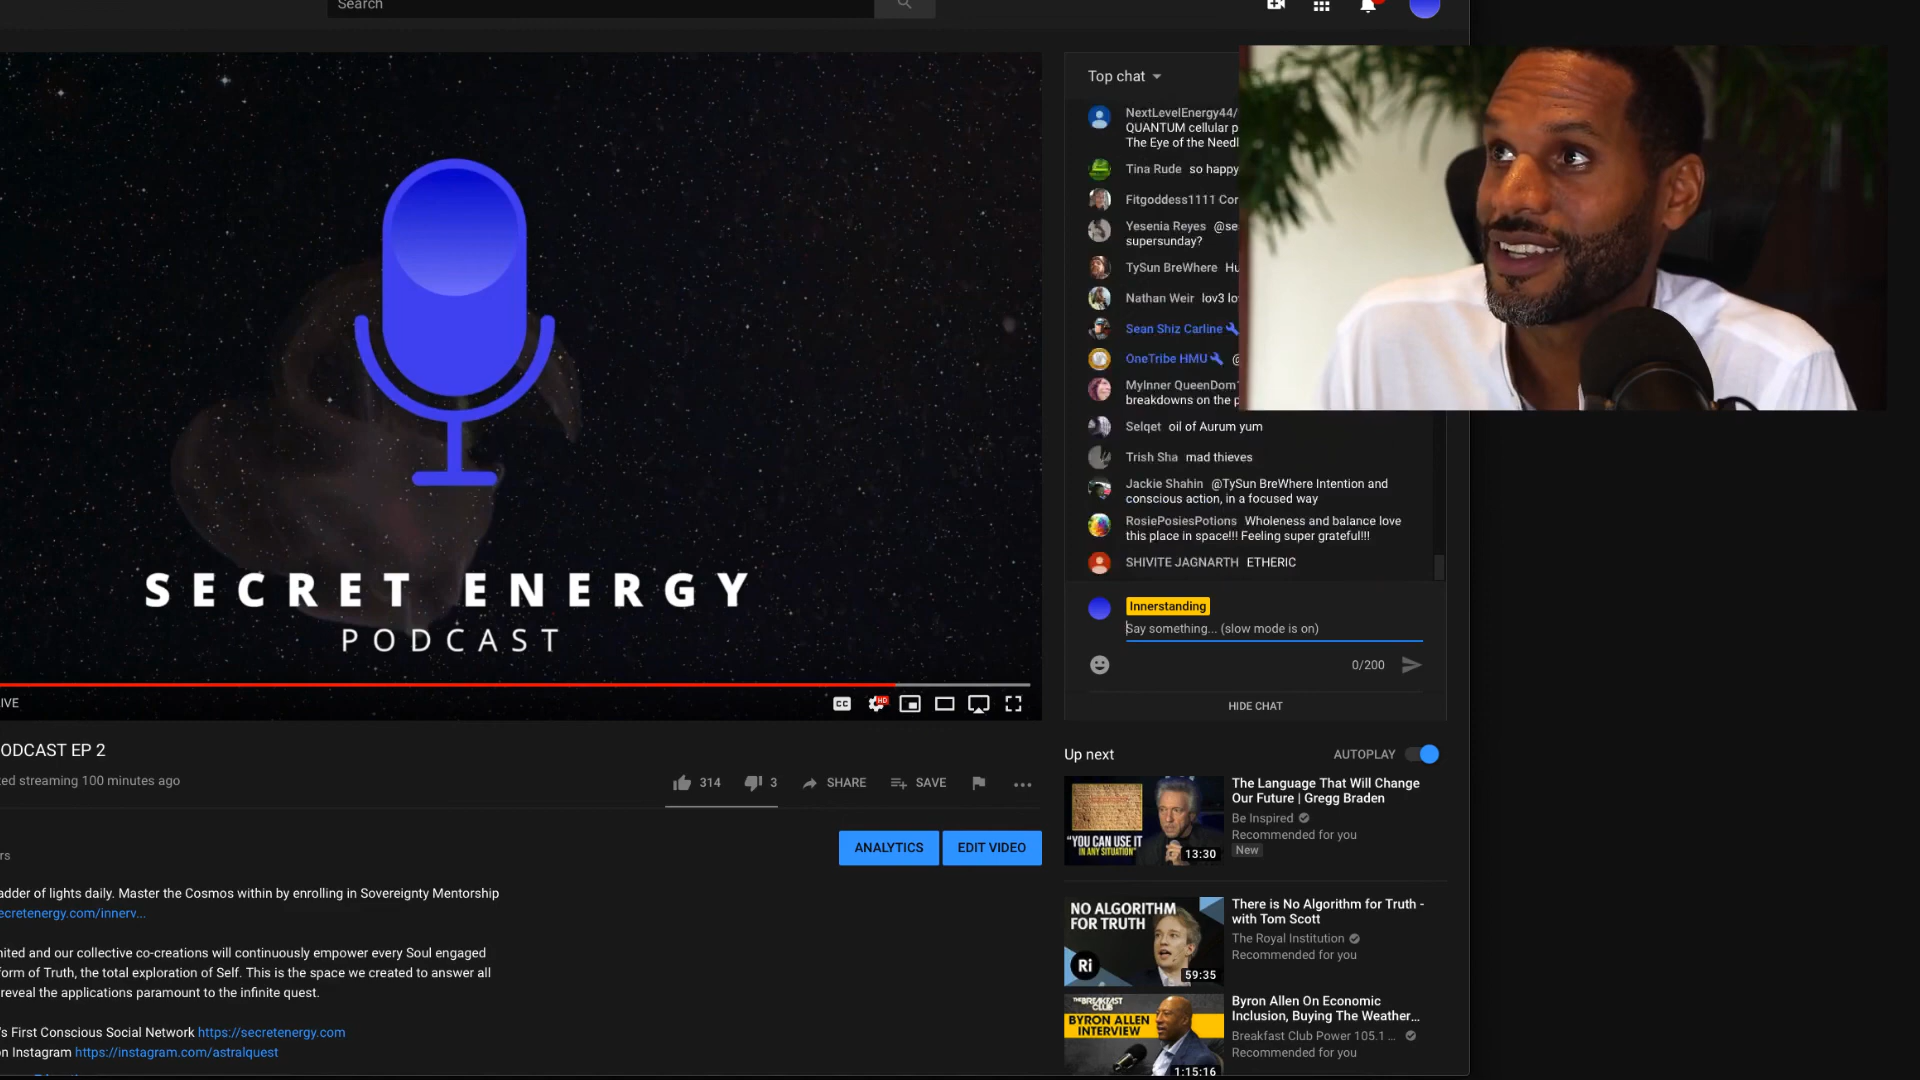 Search
SECRET ENERGY
PODCAST
IVE
CC
HD
ODCAST EP 2
ted streaming 100 minutes ago
314
3
SHARE
SAVE
ANALYTICS
EDIT VIDEO
rs
adder of lights daily. Master the Cosmos within by enrolling in Sovereignty Mentorship
ecretenergy.com/innerv...
nited and our collective co-creations will continuously empower every Soul engaged
form of Truth, the total exploration of Self. This is the space we created to answer all
reveal the applications paramount to the infinite quest.
's First Conscious Social Network https://secretenergy.com
on Instagram https://instagram.com/astralquest
Top chat
NextLevelEnergy44/
QUANTUM cellular p
The Eye of the Needl
Tina Rude so happy
Fitgoddess1111 Cor
Yesenia Reyes @se
supersunday?
TySun BreWhere Hu
Nathan Weir lov3 lo
Sean Shiz Carline
OneTribe HMU @
MyInner QueenDom
breakdowns on the p
Selqet oil of Aurum yum
Trish Sha mad thieves
Jackie Shahin @TySun BreWhere Intention and
conscious action, in a focused way
RosiePosiesPotions Wholeness and balance love
this place in space!!! Feeling super grateful!!!
SHIVITE JAGNARTH ETHERIC
Innerstanding
Say something... (slow mode is on)
0/200
HIDE CHAT
Up next
AUTOPLAY
"YOU CAN USE IT
IN ANY SITUATION"
13:30
The Language That Will Change
Our Future | Gregg Braden
Be Inspired
Recommended for you
New
NO ALGORITHM
FOR TRUTH
Ri
59:35
There is No Algorithm for Truth -
with Tom Scott
The Royal Institution
Recommended for you
THE BREAKFAST
CLUB
BYRON ALLEN
INTERVIEW
1:15:16
Byron Allen On Economic
Inclusion, Buying The Weather...
Breakfast Club Power 105.1 ...
Recommended for you